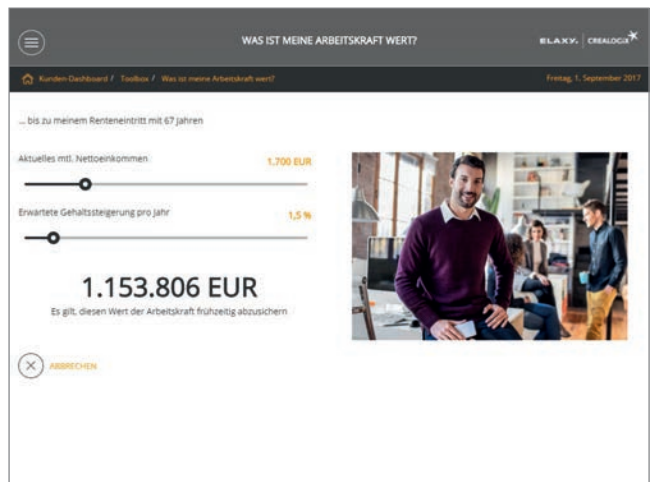 WAS IST MEINE ARBEITSKRAFT WERT?
ELAXY. CREALOGIX
Kunden-Dashboard / Toolbox / Was ist meine Arbeitskraft wert?
Freitag, 1. September 2017
... bis zu meinem Renteneintritt mit 67 Jahren
Aktuelles mtl. Nettoeinkommen 1.700 EUR
Erwartete Gehaltssteigerung pro Jahr 1,5 %
1.153.806 EUR
Es gilt, diesen Wert der Arbeitskraft frühzeitig abzusichern
ABBRECHEN